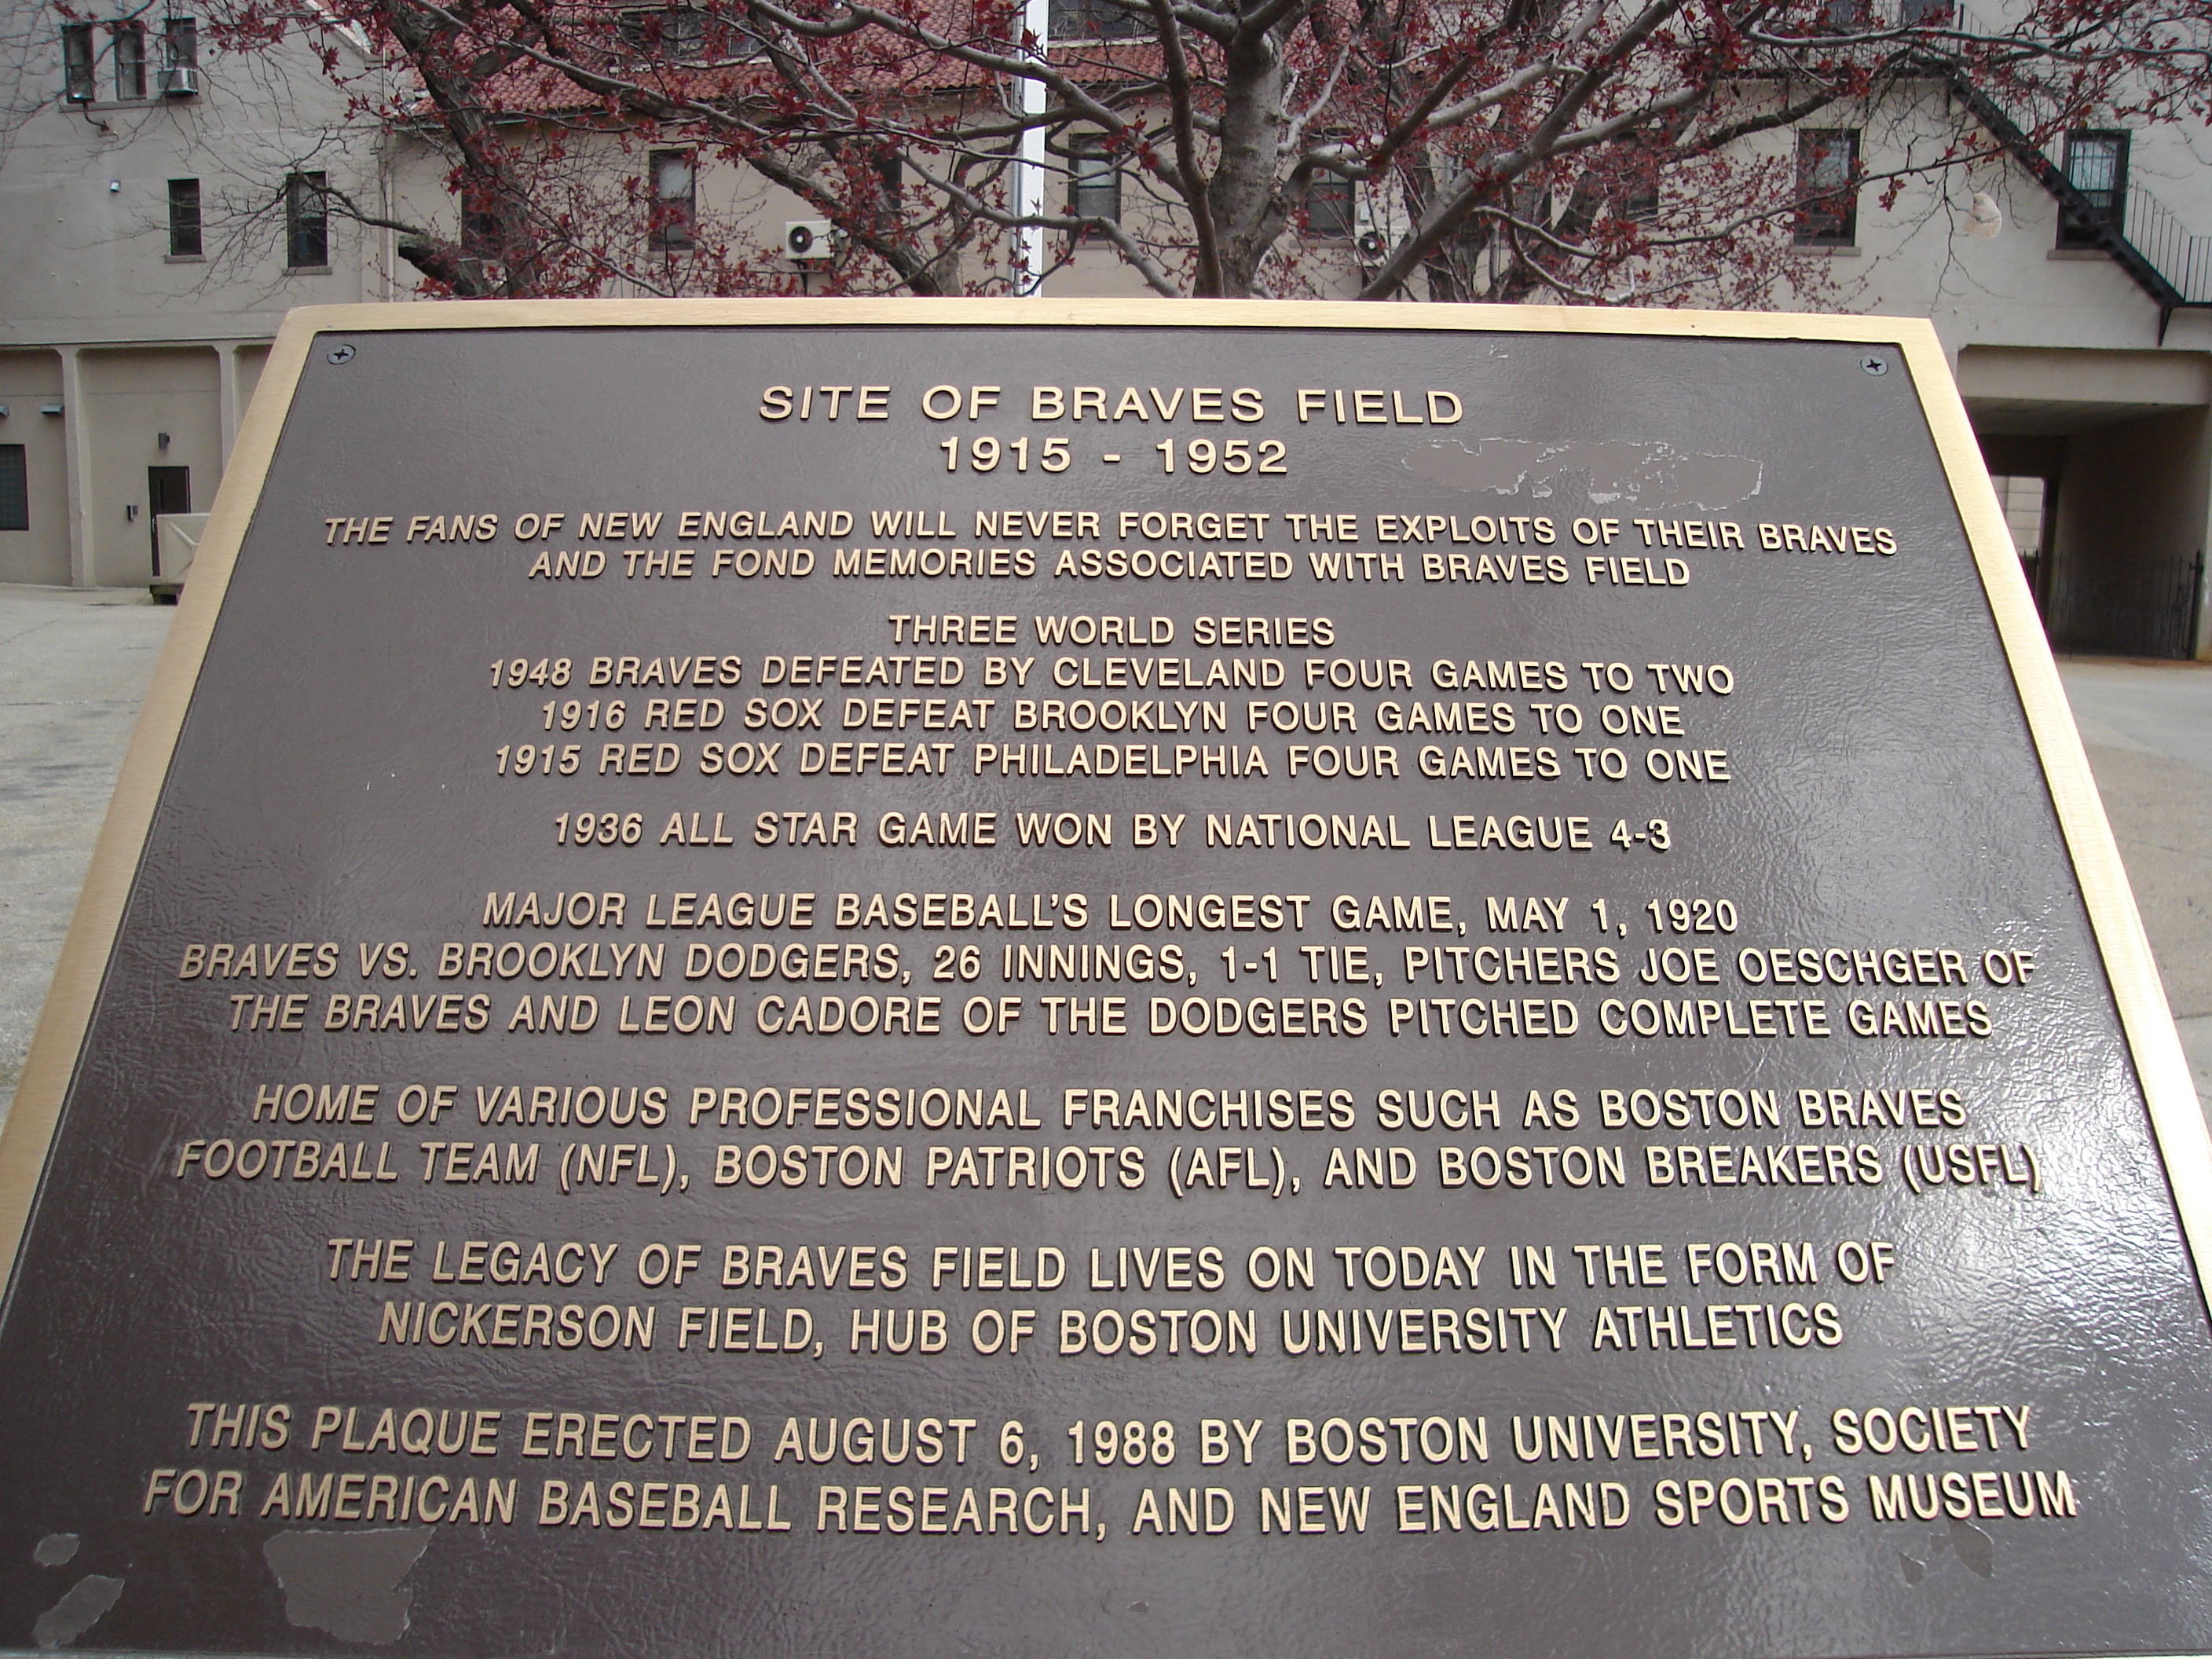 SITE OF BRAVES FIELD
1915 - 1952
THE FANS OF NEW ENGLAND WILL NEVER FORGET THE EXPLOITS OF THEIR BRAVES
AND THE FOND MEMORIES ASSOCIATED WITH BRAVES FIELD
THREE WORLD SERIES
1948 BRAVES DEFEATED BY CLEVELAND FOUR GAMES TO TWO
1916 RED SOX DEFEAT BROOKLYN FOUR GAMES TO ONE
1915 RED SOX DEFEAT PHILADELPHIA FOUR GAMES TO ONE
1936 ALL STAR GAME WON BY NATIONAL LEAGUE 4-3
MAJOR LEAGUE BASEBALL'S LONGEST GAME, MAY 1, 1920
BRAVES VS. BROOKLYN DODGERS, 26 INNINGS, 1-1 TIE, PITCHERS JOE OESCHGER OF
THE BRAVES AND LEON CADORE OF THE DODGERS PITCHED COMPLETE GAMES
HOME OF VARIOUS PROFESSIONAL FRANCHISES SUCH AS BOSTON BRAVES
FOOTBALL TEAM (NFL), BOSTON PATRIOTS (AFL), AND BOSTON BREAKERS (USFL)
THE LEGACY OF BRAVES FIELD LIVES ON TODAY IN THE FORM OF
NICKERSON FIELD, HUB OF BOSTON UNIVERSITY ATHLETICS
THIS PLAQUE ERECTED AUGUST 6, 1988 BY BOSTON UNIVERSITY, SOCIETY
FOR AMERICAN BASEBALL RESEARCH, AND NEW ENGLAND SPORTS MUSEUM